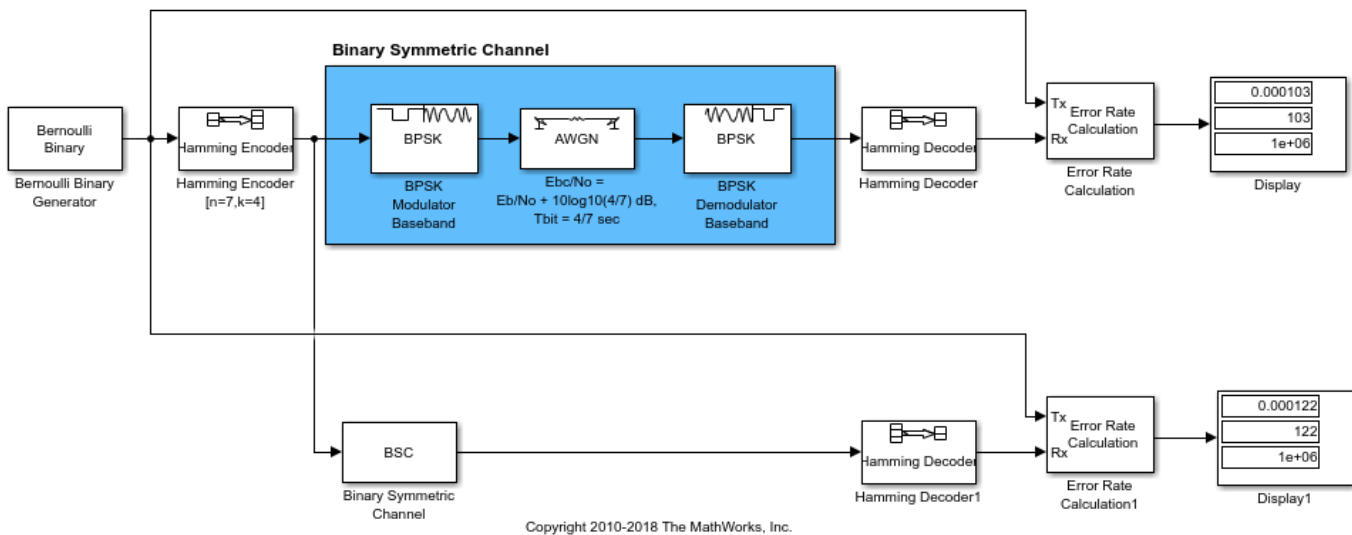 Binary Symmetric Channel
Bernoulli
Binary
Bernoulli Binary
Generator
Hamming Encoder
Hamming Encoder
[n=7,k=4]
BPSK
BPSK
Modulator
Baseband
AWGN
Ebc/No =
Eb/No + 10log10(4/7) dB,
Tbit = 4/7 sec
BPSK
BPSK
Demodulator
Baseband
Hamming Decoder
Hamming Decoder
Tx
Rx
Error Rate
Calculation
Error Rate
Calculation
0.000103
103
1e+06
Display
BSC
Binary Symmetric
Channel
Hamming Decoder
Hamming Decoder1
Tx
Rx
Error Rate
Calculation
Error Rate
Calculation1
0.000122
122
1e+06
Display1
Copyright 2010-2018 The MathWorks, Inc.